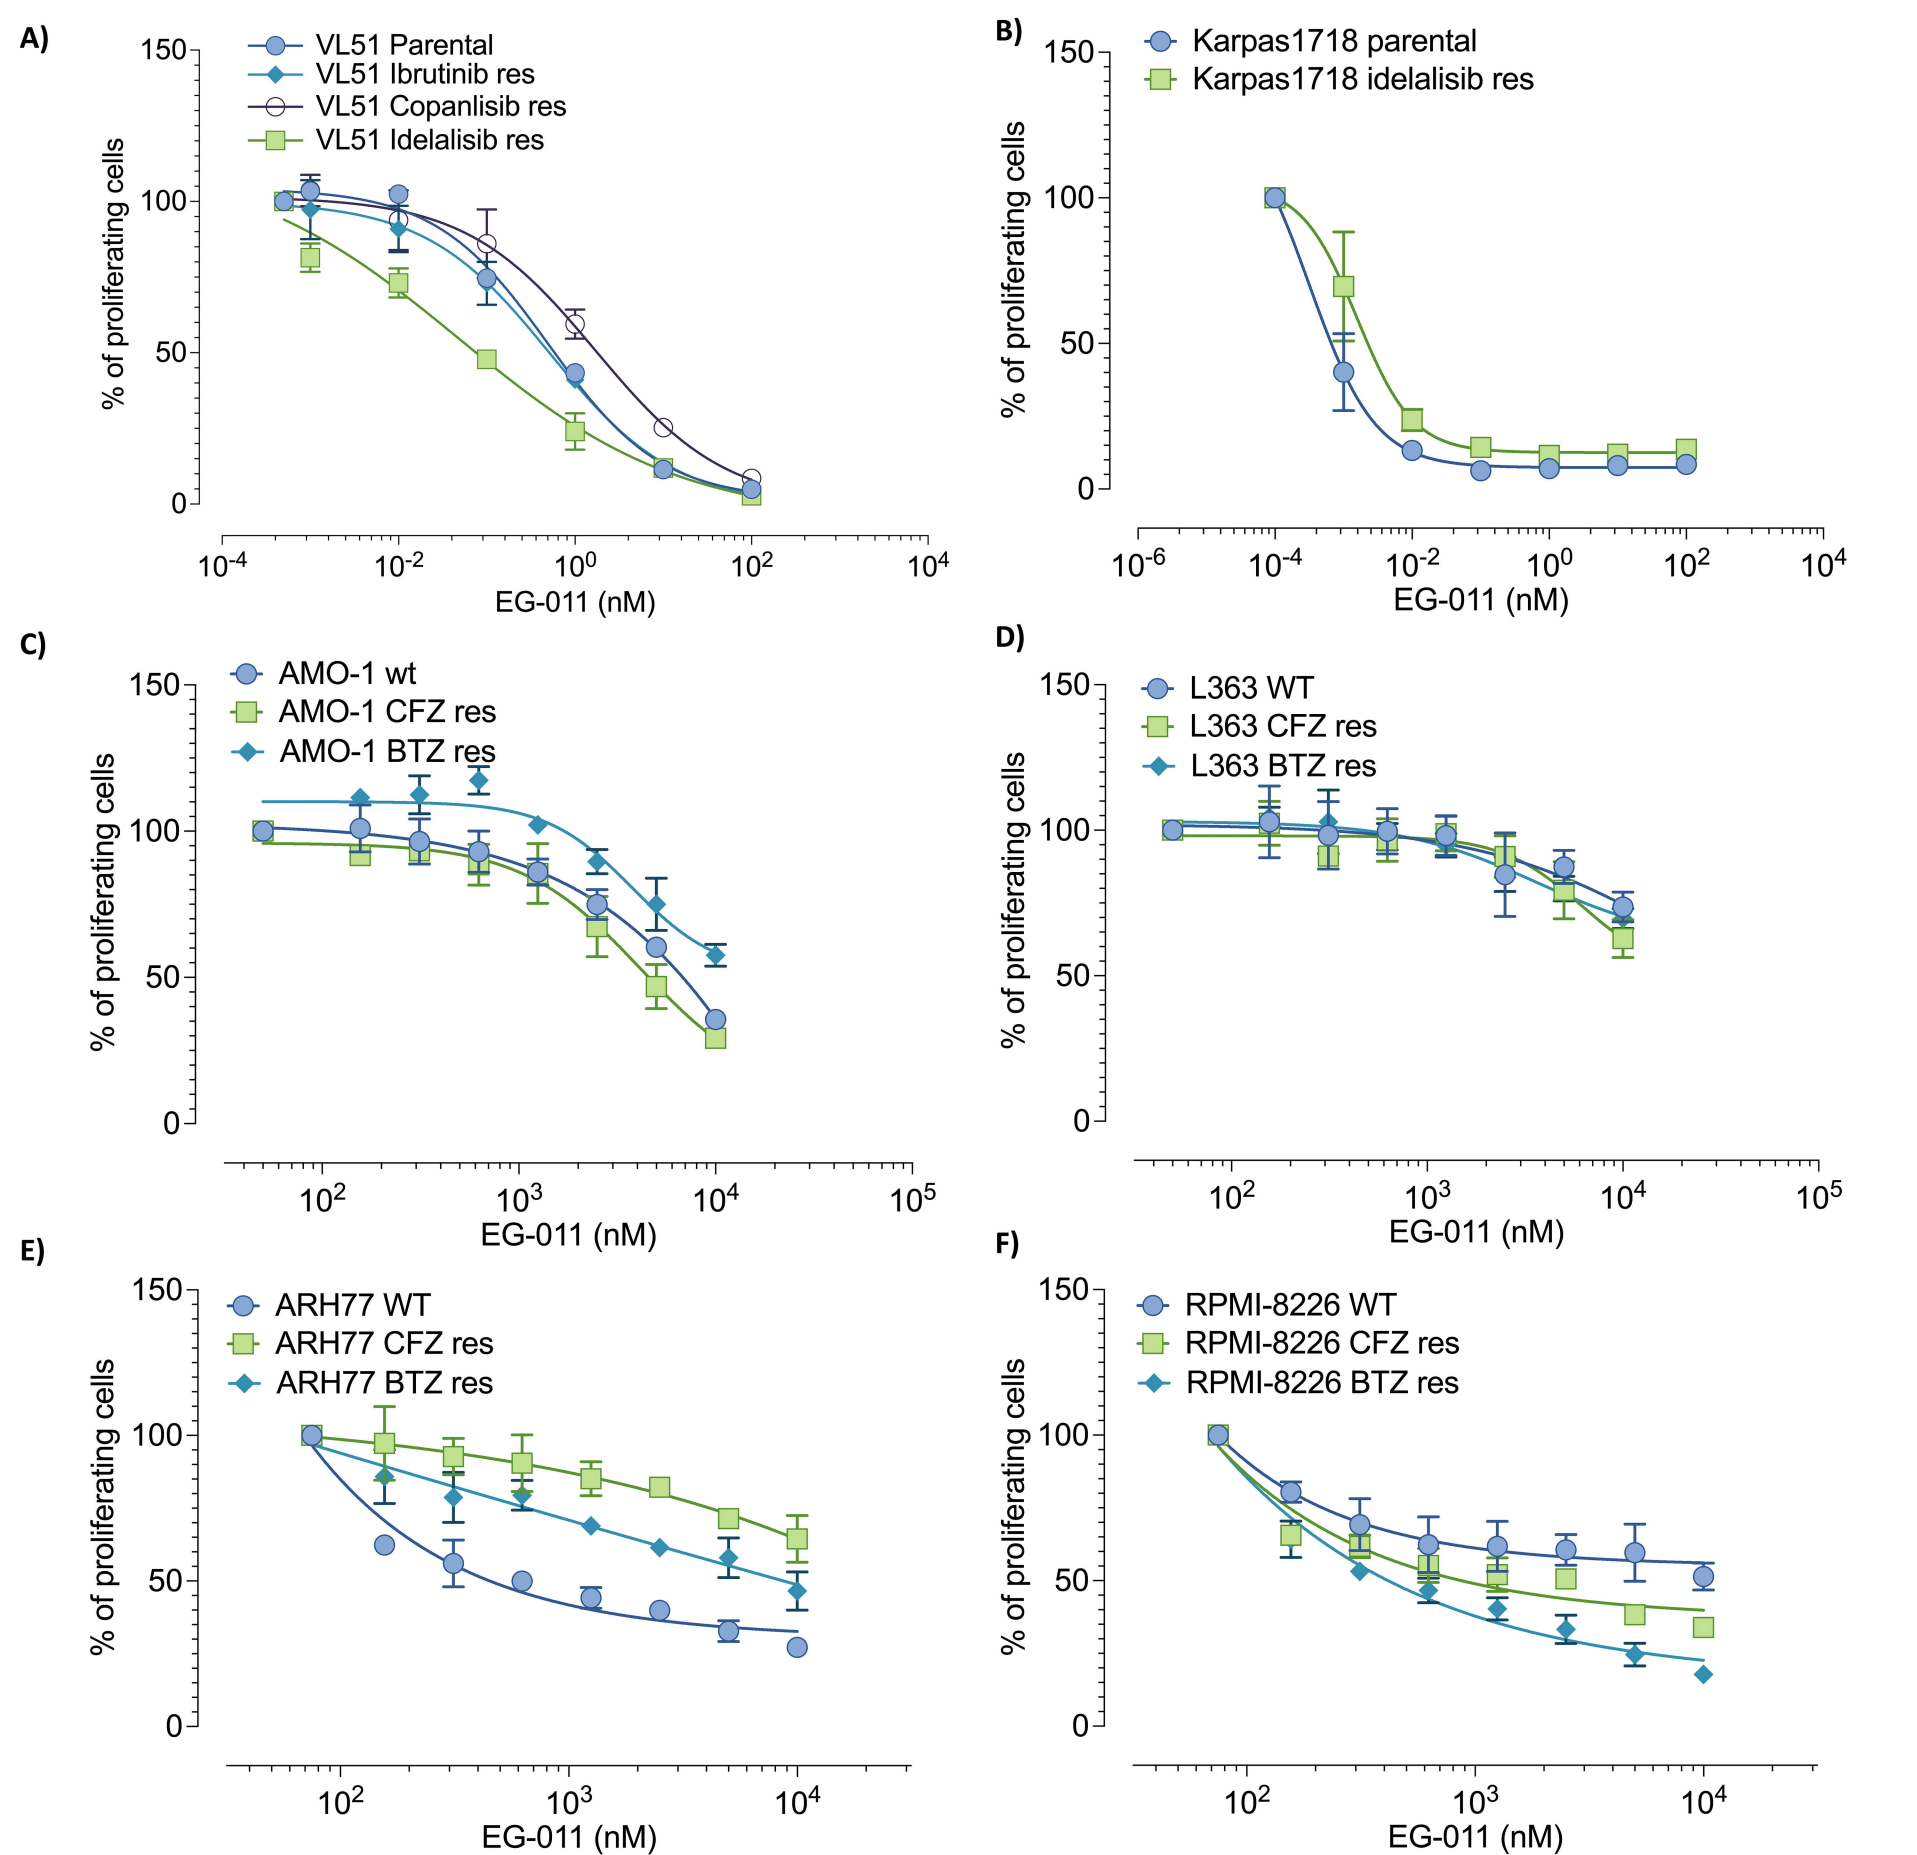 A)
VL51 Parental
VL51 Ibrutinib res
VL51 Copanlisib res
VL51 Idelalisib res
150
100
50
0
% of proliferating cells
10-4
10-2
100
102
104
EG-011 (nM)
B)
Karpas1718 parental
Karpas1718 idelalisib res
150
100
50
0
% of proliferating cells
10-6
10-4
10-2
100
102
104
EG-011 (nM)
C)
AMO-1 wt
AMO-1 CFZ res
AMO-1 BTZ res
150
100
50
0
% of proliferating cells
102
103
104
105
EG-011 (nM)
D)
L363 WT
L363 CFZ res
L363 BTZ res
150
100
50
0
% of proliferating cells
102
103
104
105
EG-011 (nM)
E)
ARH77 WT
ARH77 CFZ res
ARH77 BTZ res
150
100
50
0
% of proliferating cells
102
103
104
EG-011 (nM)
F)
RPMI-8226 WT
RPMI-8226 CFZ res
RPMI-8226 BTZ res
150
100
50
0
% of proliferating cells
102
103
104
EG-011 (nM)